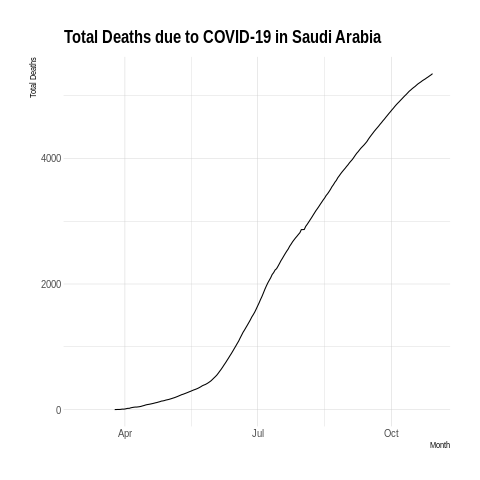 Total Deaths due to COVID-19 in Saudi Arabia
Total Deaths
4000
2000
0
Apr Jul Oct
Month